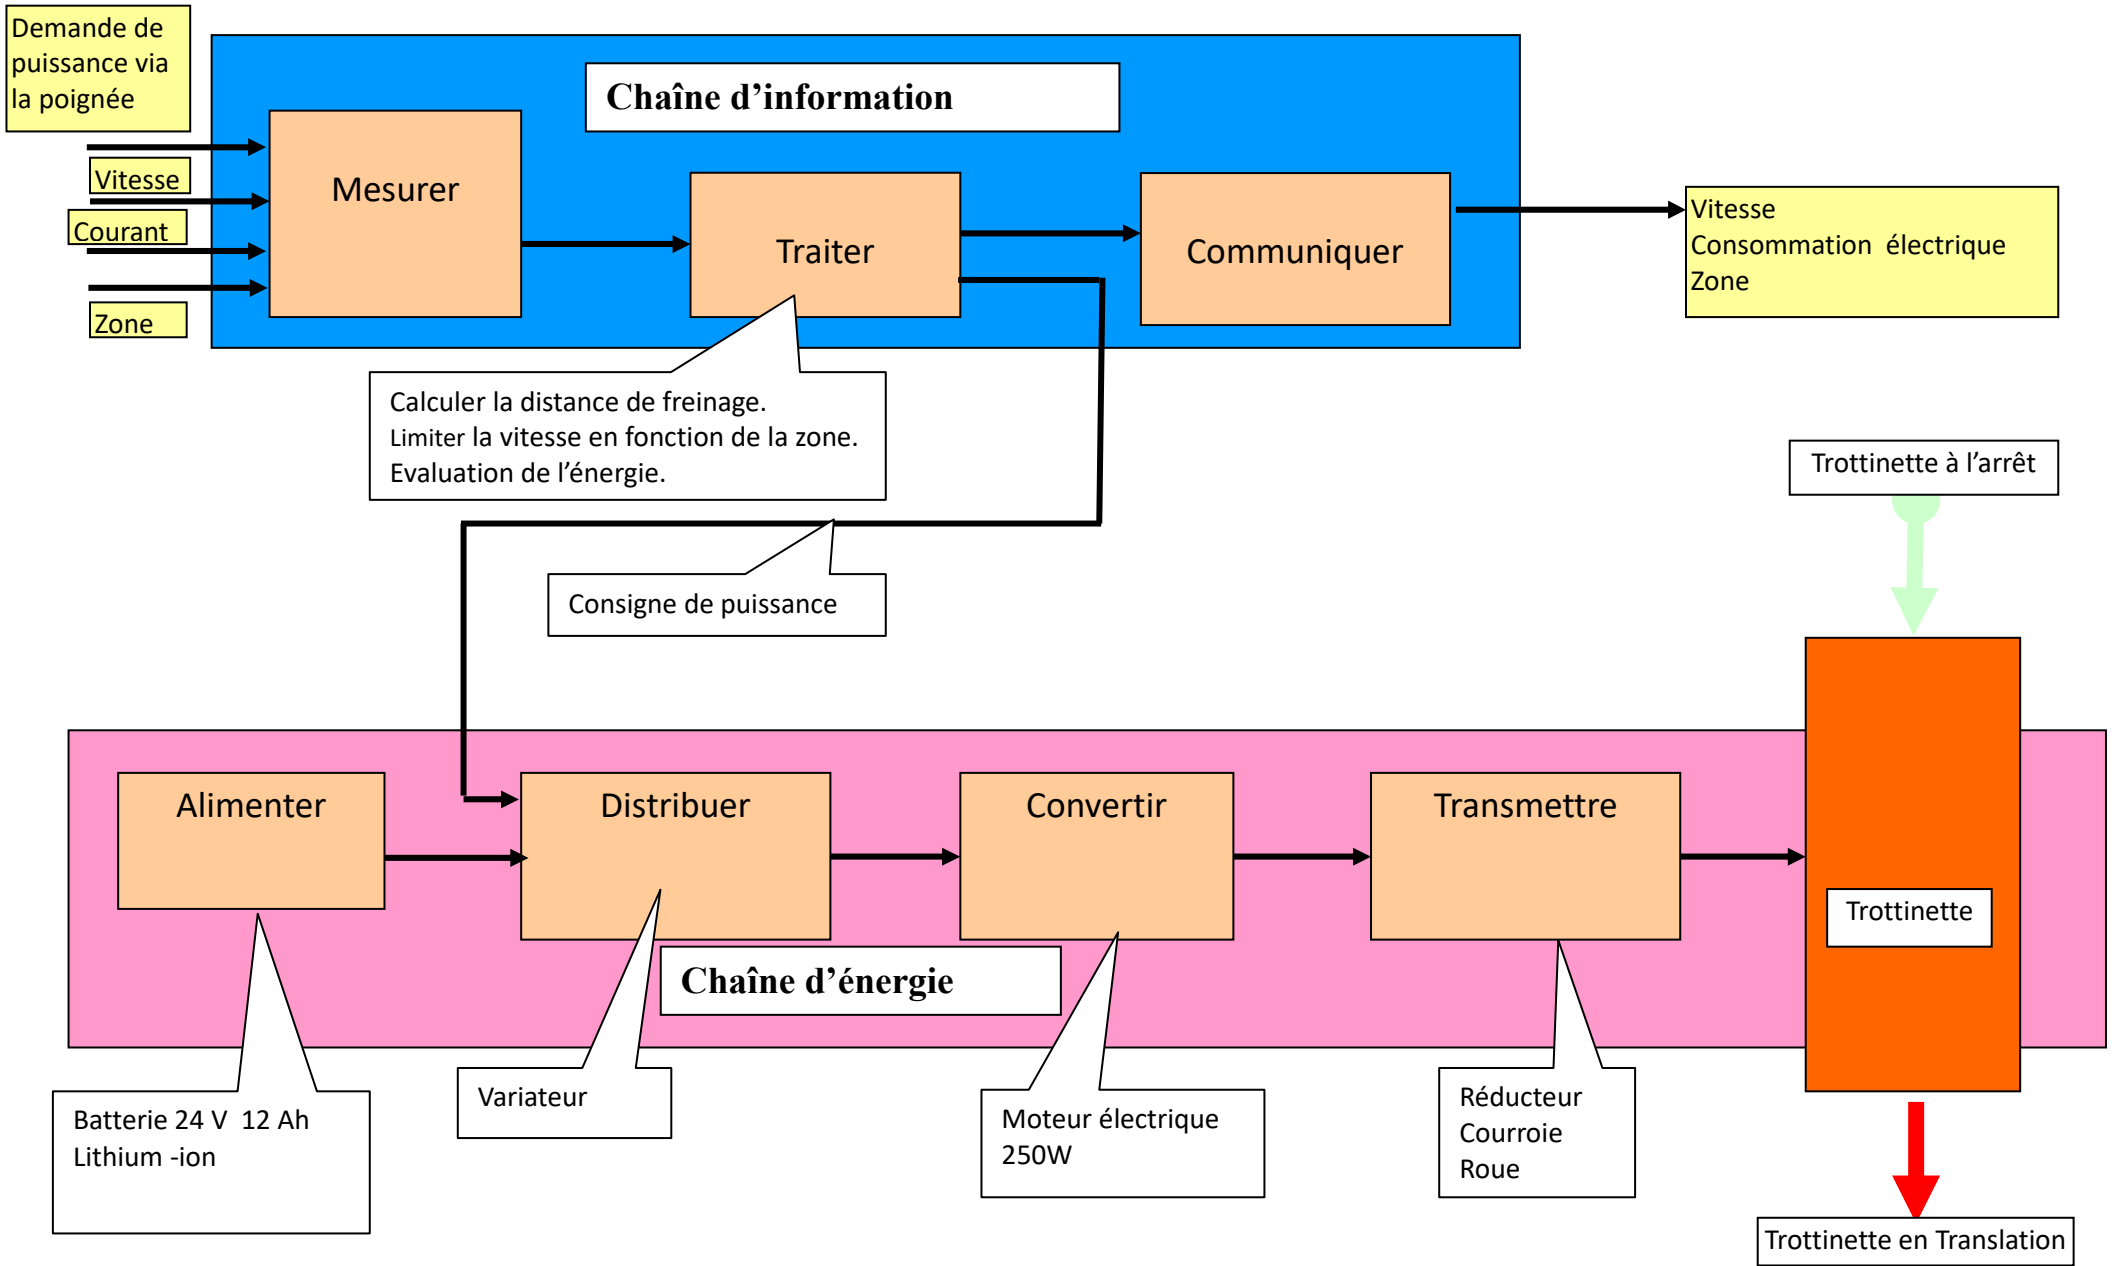 Demande de
puissance via
la poignée
Chaîne d’information
Mesurer
Vitesse
Courant
Zone
Traiter
Communiquer
Vitesse
Consommation  électrique
Zone
Calculer la distance de freinage.
Limiter la vitesse en fonction de la zone.
Evaluation de l’énergie.
Trottinette à l’arrêt
Consigne de puissance
Alimenter
Distribuer
Convertir
Transmettre
Trottinette
Chaîne d’énergie
Batterie 24 V  12 Ah
Lithium -ion
Variateur
Moteur électrique
250W
Réducteur
Courroie
Roue
Trottinette en Translation